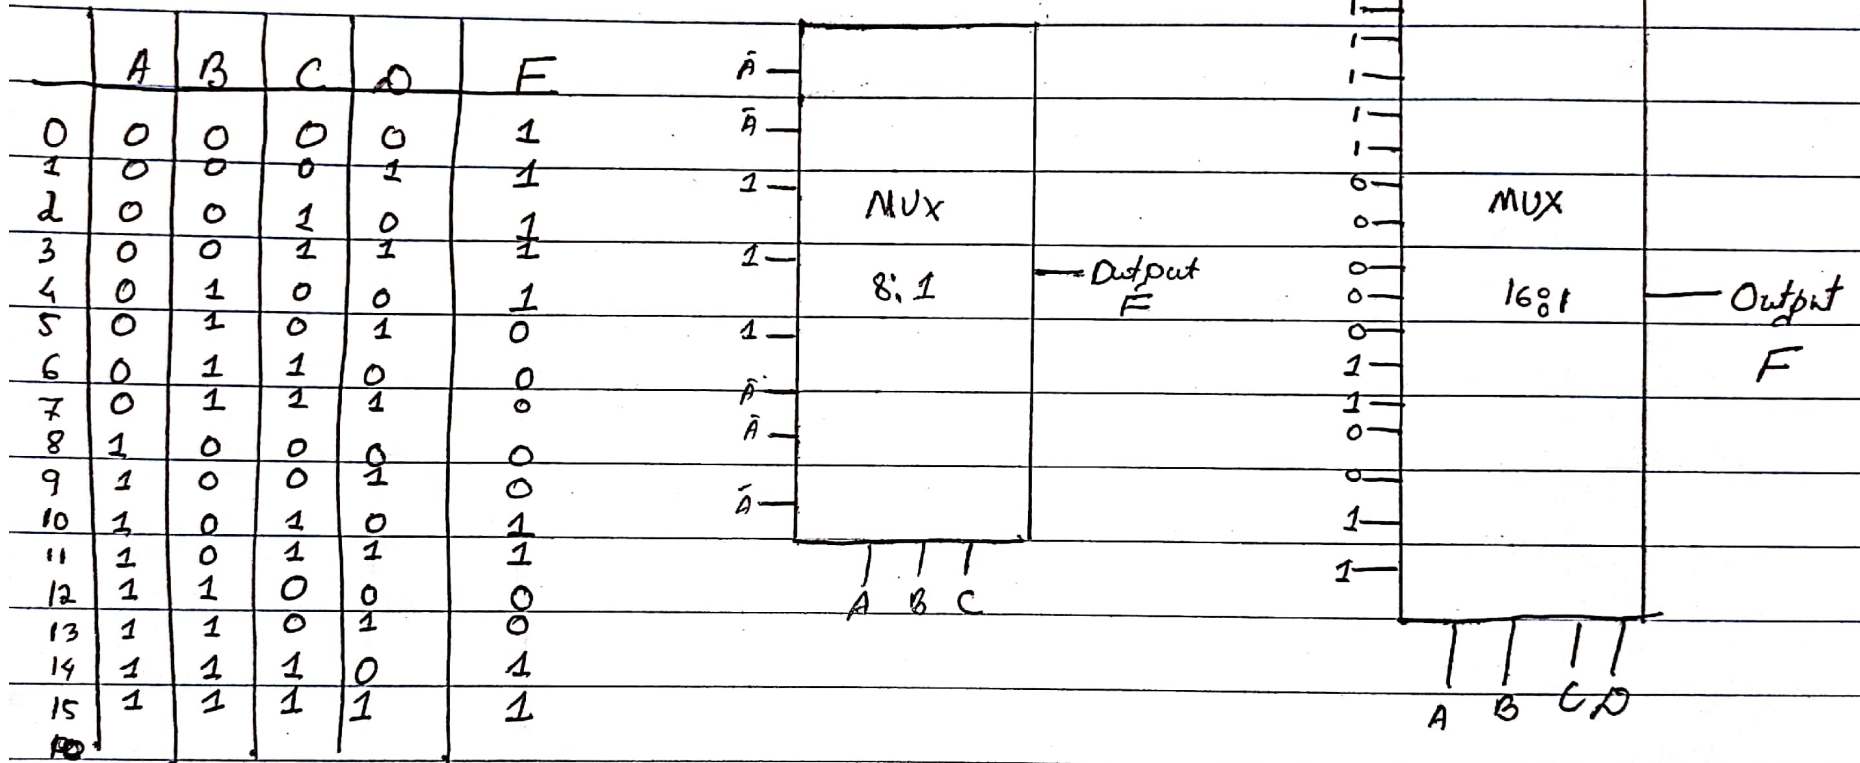 A B C D F
0 0 0 0 0 1
1 0 0 0 1 1
2 0 0 1 0 1
3 0 0 1 1 1
4 0 1 0 0 1
5 0 1 0 1 0
6 0 1 1 0 0
7 0 1 1 1 0
8 1 0 0 0 0
9 1 0 0 1 0
10 1 0 1 0 1
11 1 0 1 1 1
12 1 1 0 0 0
13 1 1 0 1 0
14 1 1 1 0 1
15 1 1 1 1 1
Ā
Ā
1
1
1
Ā
Ā
Ā
MUX
8:1
Output
F
A B C
1
1
1
1
1
0
0
0
0
0
1
1
0
0
1
1
MUX
16:1
Output
F
A B C D